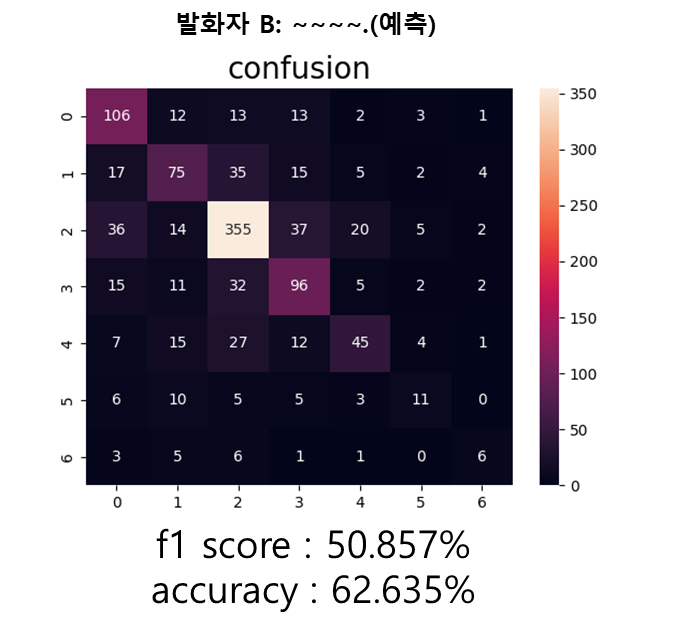 발화자 B: ~~~~.(예측)
confusion
0 106 12 13 13 2 3 1
1 17 75 35 15 5 2 4
2 36 14 355 37 20 5 2
3 15 11 32 96 5 2 2
4 7 15 27 12 45 4 1
5 6 10 5 5 3 11 0
6 3 5 6 1 1 0 6
0 1 2 3 4 5 6
350
300
250
200
150
100
50
0
f1 score : 50.857%
accuracy : 62.635%